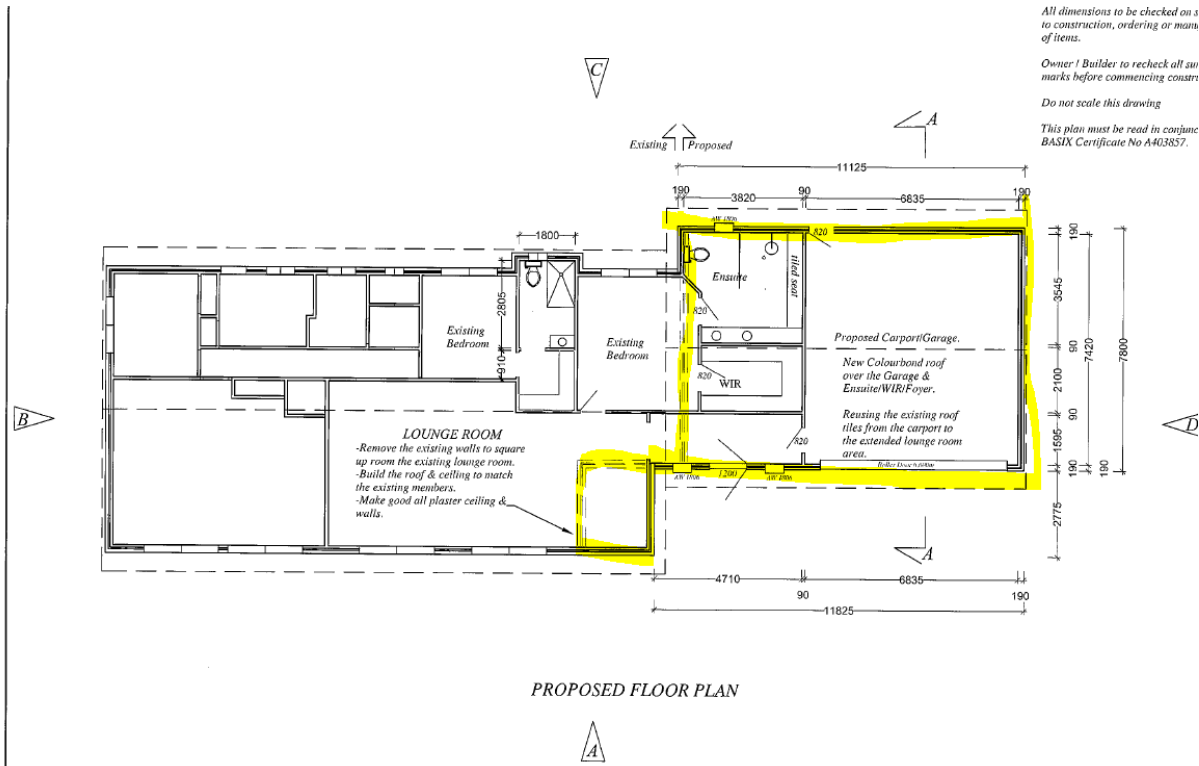 All dimensions to be checked on s
to construction, ordering or manu
of items.
Owner / Builder to recheck all sur
marks before commencing constru
Do not scale this drawing
This plan must be read in conjunc
BASIX Certificate No A403857.
C
A
Existing
Proposed
11125
190
3820
90
6835
190
AW 1806
820
1800
190
Ensuite
tiled seat
2805
3545
820
Existing
Bedroom
Existing
Bedroom
Proposed Carport/Garage.
90
7420
7800
910
820
WIR
New Colourbond roof
over the Garage &
Ensuite/WIR/Foyer.
2100
Reusing the existing roof
tiles from the carport to
the extended lounge room
area.
90
B
D
LOUNGE ROOM
-Remove the existing walls to square
up room the existing lounge room.
-Build the roof & ceiling to match
the existing members.
-Make good all plaster ceiling &
walls.
820
1595
1200
190
190
2775
A
4710
6835
90
190
11825
PROPOSED FLOOR PLAN
A